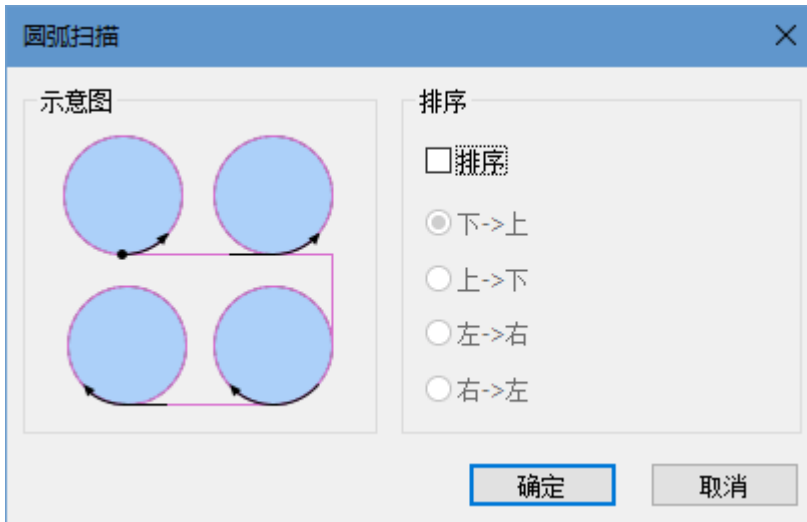 圆弧扫描
示意图
排序
排序
下->上
上->下
左->右
右->左
确定
取消